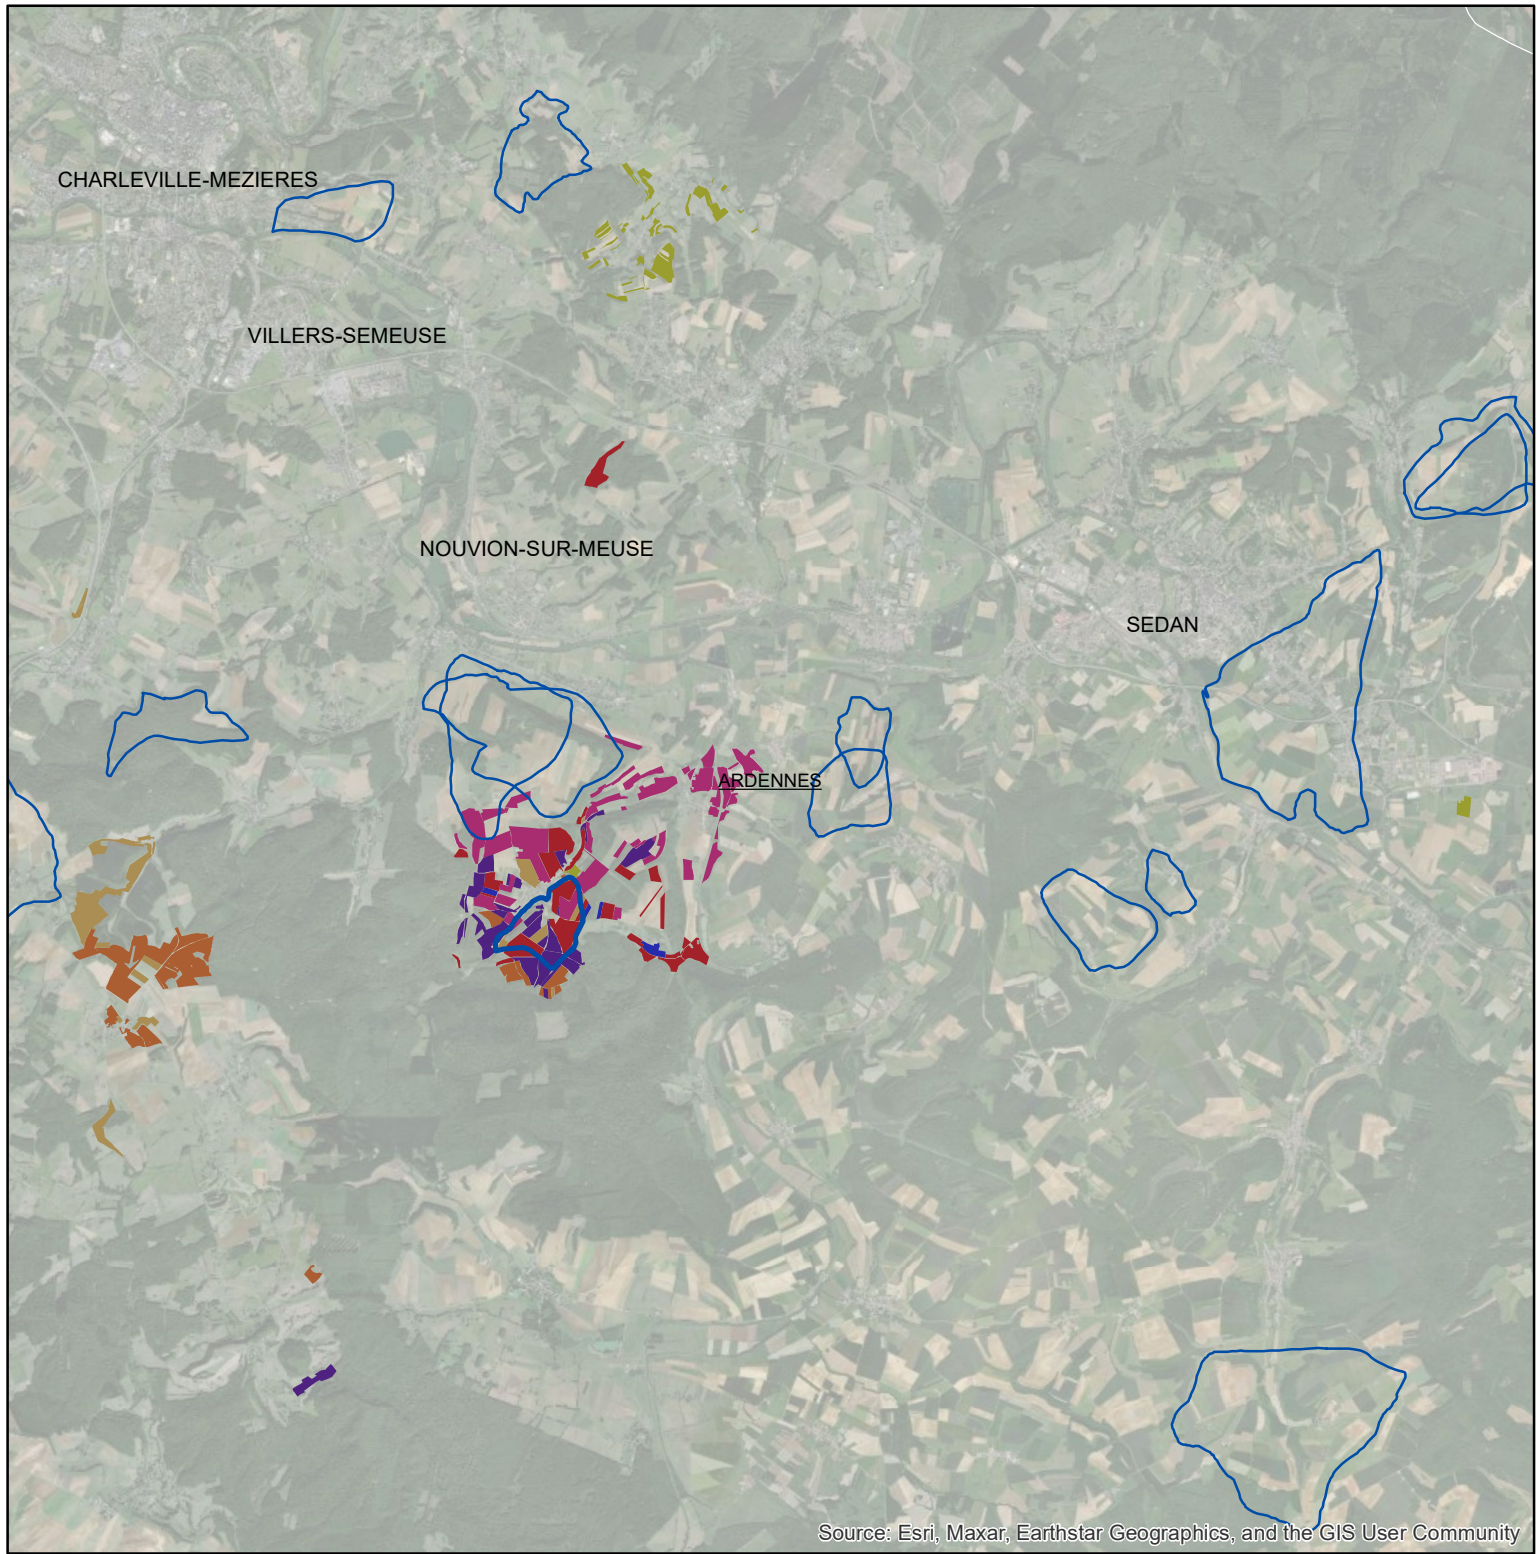 CHARLEVILLE-MEZIERES
VILLERS-SEMEUSE
NOUVION-SUR-MEUSE
SEDAN
ARDENNES
Source: Esri, Maxar, Earthstar Geographics, and the GIS User Community